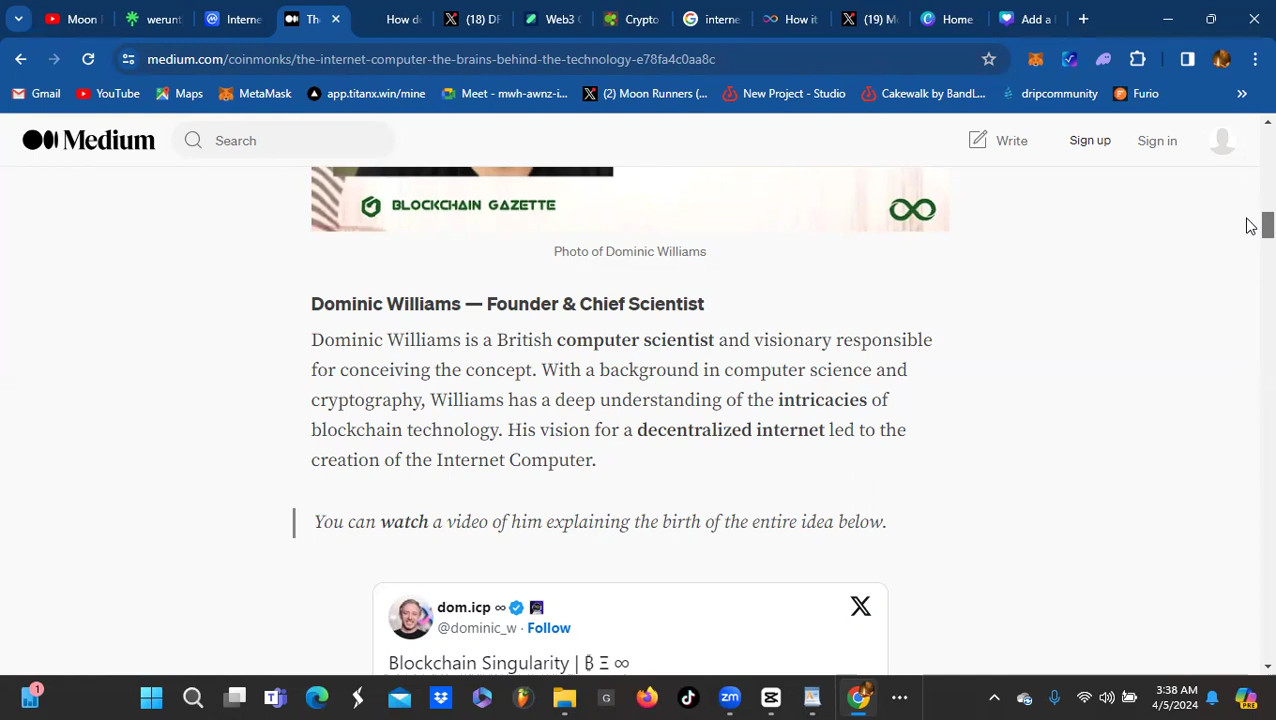 Moon
werunt
Interne
The
How do
(18) DF
Web3 C
Crypto
interne
How it
(19) Mo
Home
Add a
medium.com/coinmonks/the-internet-computer-the-brains-behind-the-technology-e78fa4c0aa8c
Gmail
YouTube
Maps
MetaMask
app.titanx.win/mine
Meet - mwh-awnz-i...
(2) Moon Runners (...
New Project - Studio
Cakewalk by BandL...
dripcommunity
Furio
Medium
Search
Write
Sign up
Sign in
BLOCKCHAIN GAZETTE
Photo of Dominic Williams
Dominic Williams — Founder & Chief Scientist
Dominic Williams is a British computer scientist and visionary responsible
for conceiving the concept. With a background in computer science and
cryptography, Williams has a deep understanding of the intricacies of
blockchain technology. His vision for a decentralized internet led to the
creation of the Internet Computer.
You can watch a video of him explaining the birth of the entire idea below.
dom.icp ∞
@dominic_w · Follow
Blockchain Singularity | ₿ Ξ ∞
1
3:38 AM
4/5/2024
PRE